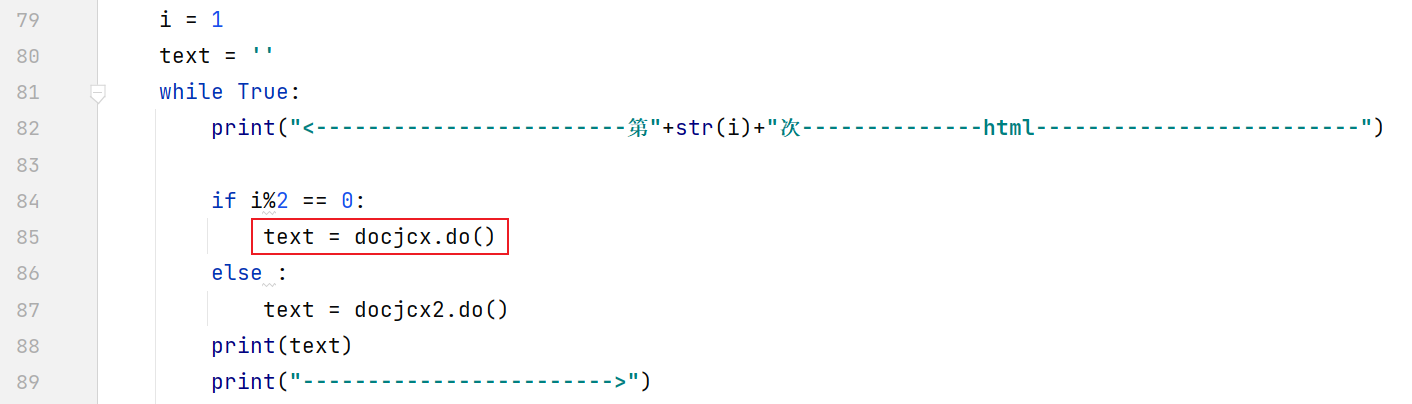 79 i = 1
80 text = ''
81 while True:
82 print("<------------------------第"+str(i)+"次--------------html-------------------------")
83
84 if i%2 == 0:
85 text = docjcx.do()
86 else :
87 text = docjcx2.do()
88 print(text)
89 print("------------------------>")